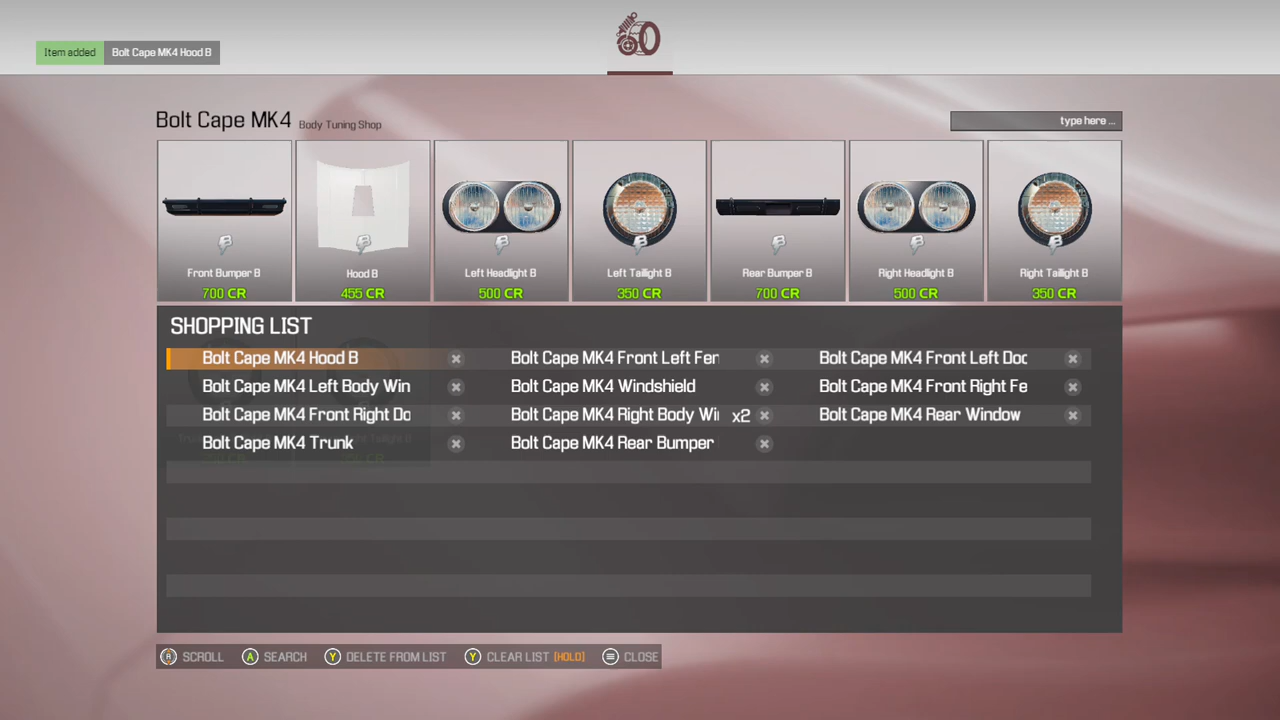 Item added Bolt Cape MK4 Hood B
Bolt Cape MK4 Body Tuning Shop
type here ...
Front Bumper B Hood B Left Headlight B Left Taillight B Rear Bumper B Right Headlight B Right Taillight B
700 CR 455 CR 500 CR 350 CR 700 CR 500 CR 350 CR
SHOPPING LIST
Bolt Cape MK4 Hood B Bolt Cape MK4 Front Left Fen Bolt Cape MK4 Front Left Doo
Bolt Cape MK4 Left Body Win Bolt Cape MK4 Windshield Bolt Cape MK4 Front Right Fe
Bolt Cape MK4 Front Right Do Bolt Cape MK4 Right Body Wi x2 Bolt Cape MK4 Rear Window
Bolt Cape MK4 Trunk Bolt Cape MK4 Rear Bumper
R SCROLL A SEARCH Y DELETE FROM LIST Y CLEAR LIST [HOLD] CLOSE